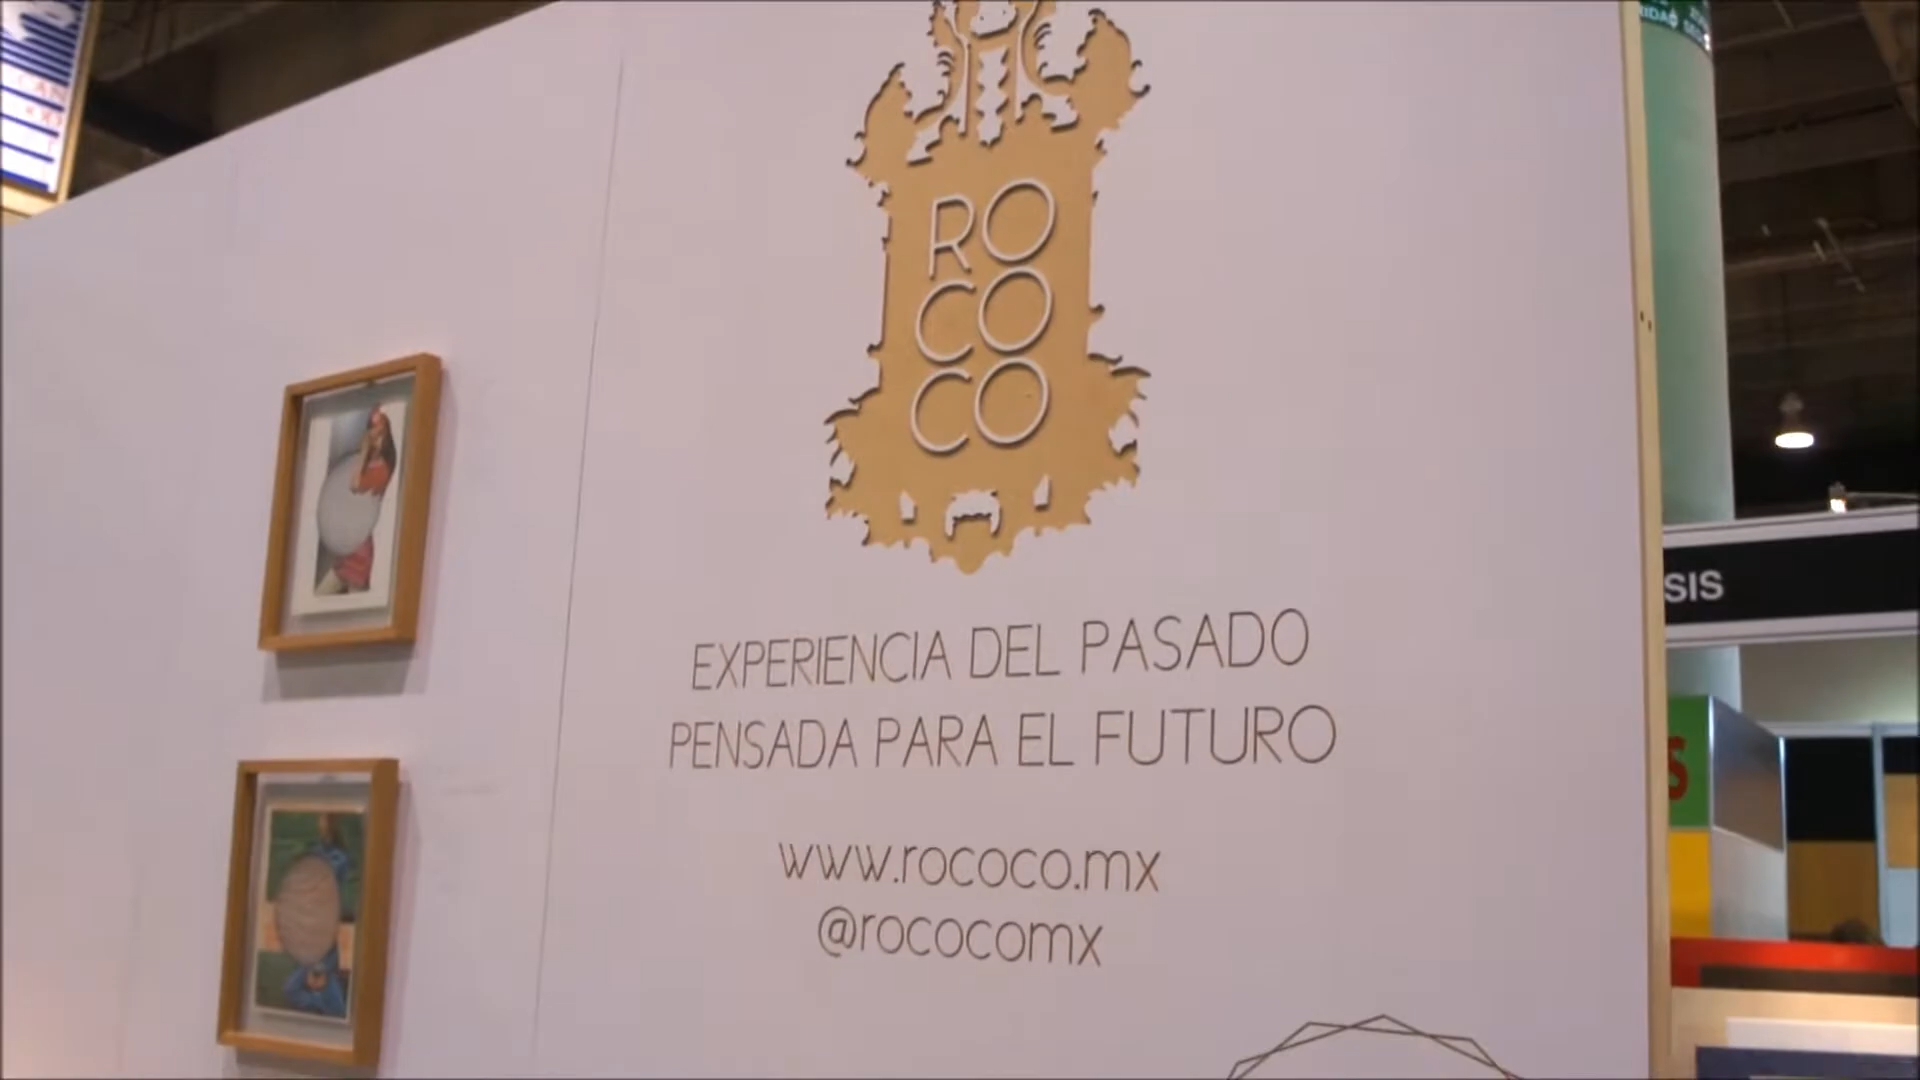 RO
CO
CO
EXPERIENCIA DEL PASADO
PENSADA PARA EL FUTURO
www.rococo.mx
@rococomx
SIS
S